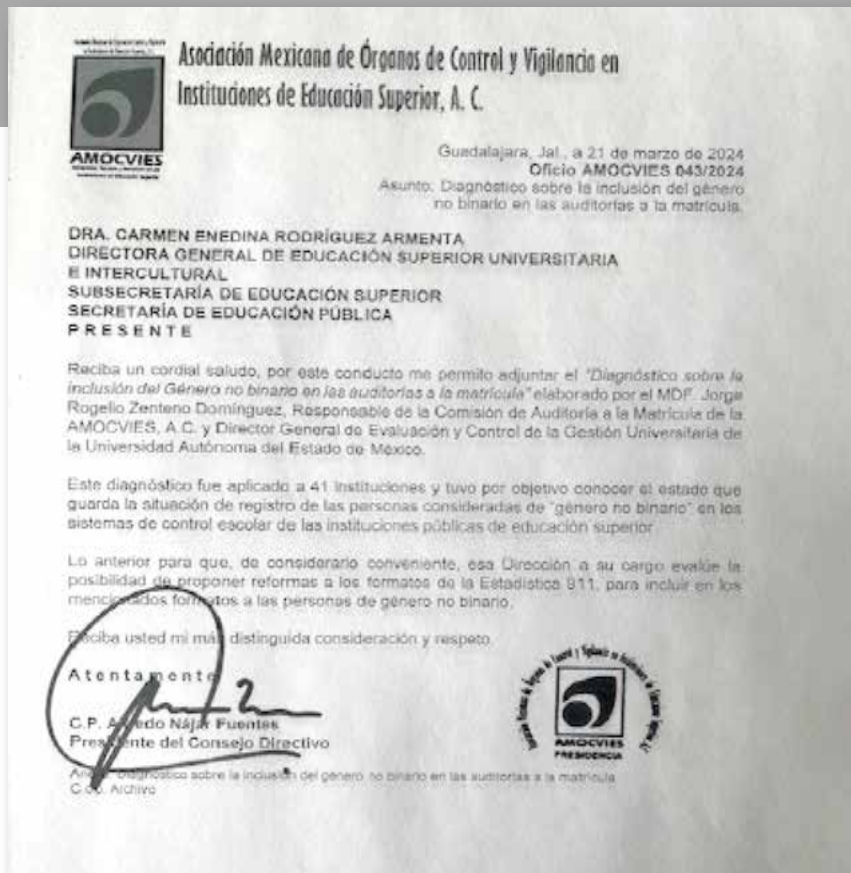 Asociación Mexicana de Órganos de Control y Vigilancia en
Instituciones de Educación Superior, A. C.
AMOCVIES
Guadalajara, Jal., a 21 de marzo de 2024
Oficio AMOCVIES 043/2024
Asunto: Diagnóstico sobre la inclusión del género
no binario en las auditorías a la matrícula.
DRA. CARMEN ENEDINA RODRÍGUEZ ARMENTA
DIRECTORA GENERAL DE EDUCACIÓN SUPERIOR UNIVERSITARIA
E INTERCULTURAL
SUBSECRETARÍA DE EDUCACIÓN SUPERIOR
SECRETARÍA DE EDUCACIÓN PÚBLICA
P R E S E N T E
Reciba un cordial saludo, por este conducto me permito adjuntar el "Diagnóstico sobre la
inclusión del Género no binario en las auditorías a la matrícula" elaborado por el MDF. Jorge
Rogelio Zenteno Domínguez, Responsable de la Comisión de Auditoría a la Matrícula de la
AMOCVIES, A.C. y Director General de Evaluación y Control de la Gestión Universitaria de
la Universidad Autónoma del Estado de México.
Este diagnóstico fue aplicado a 41 Instituciones y tuvo por objetivo conocer el estado que
guarda la situación de registro de las personas consideradas de "género no binario" en los
sistemas de control escolar de las instituciones públicas de educación superior.
Lo anterior para que, de considerarlo conveniente, esa Dirección a su cargo evalúe la
posibilidad de proponer reformas a los formatos de la Estadística 911, para incluir en los
mencionados formatos a las personas de género no binario.
Reciba usted mi más distinguida consideración y respeto.
Atentamente
C.P. Nájar Fuentes
Presidente del Consejo Directivo
AMOCVIES
PRESIDENCIA
Diagnóstico sobre la inclusión del género no binario en las auditorías a la matrícula
C.c.p. Archivo